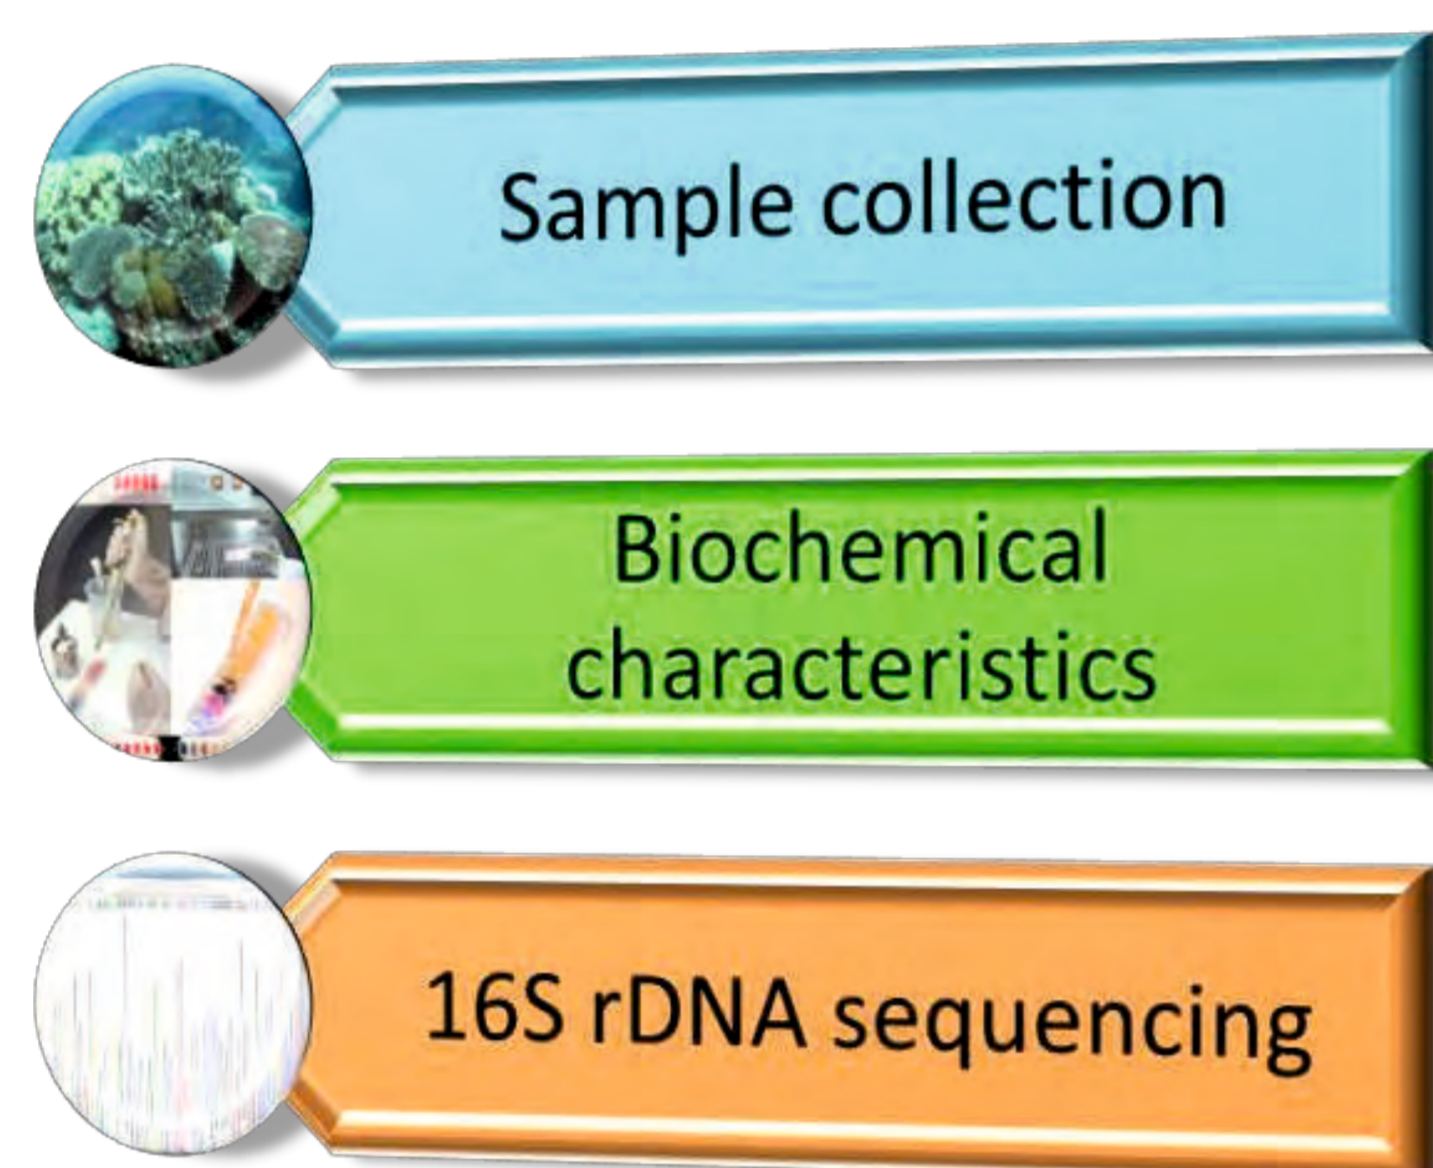 Sample collection
Biochemical
characteristics
16S rDNA sequencing